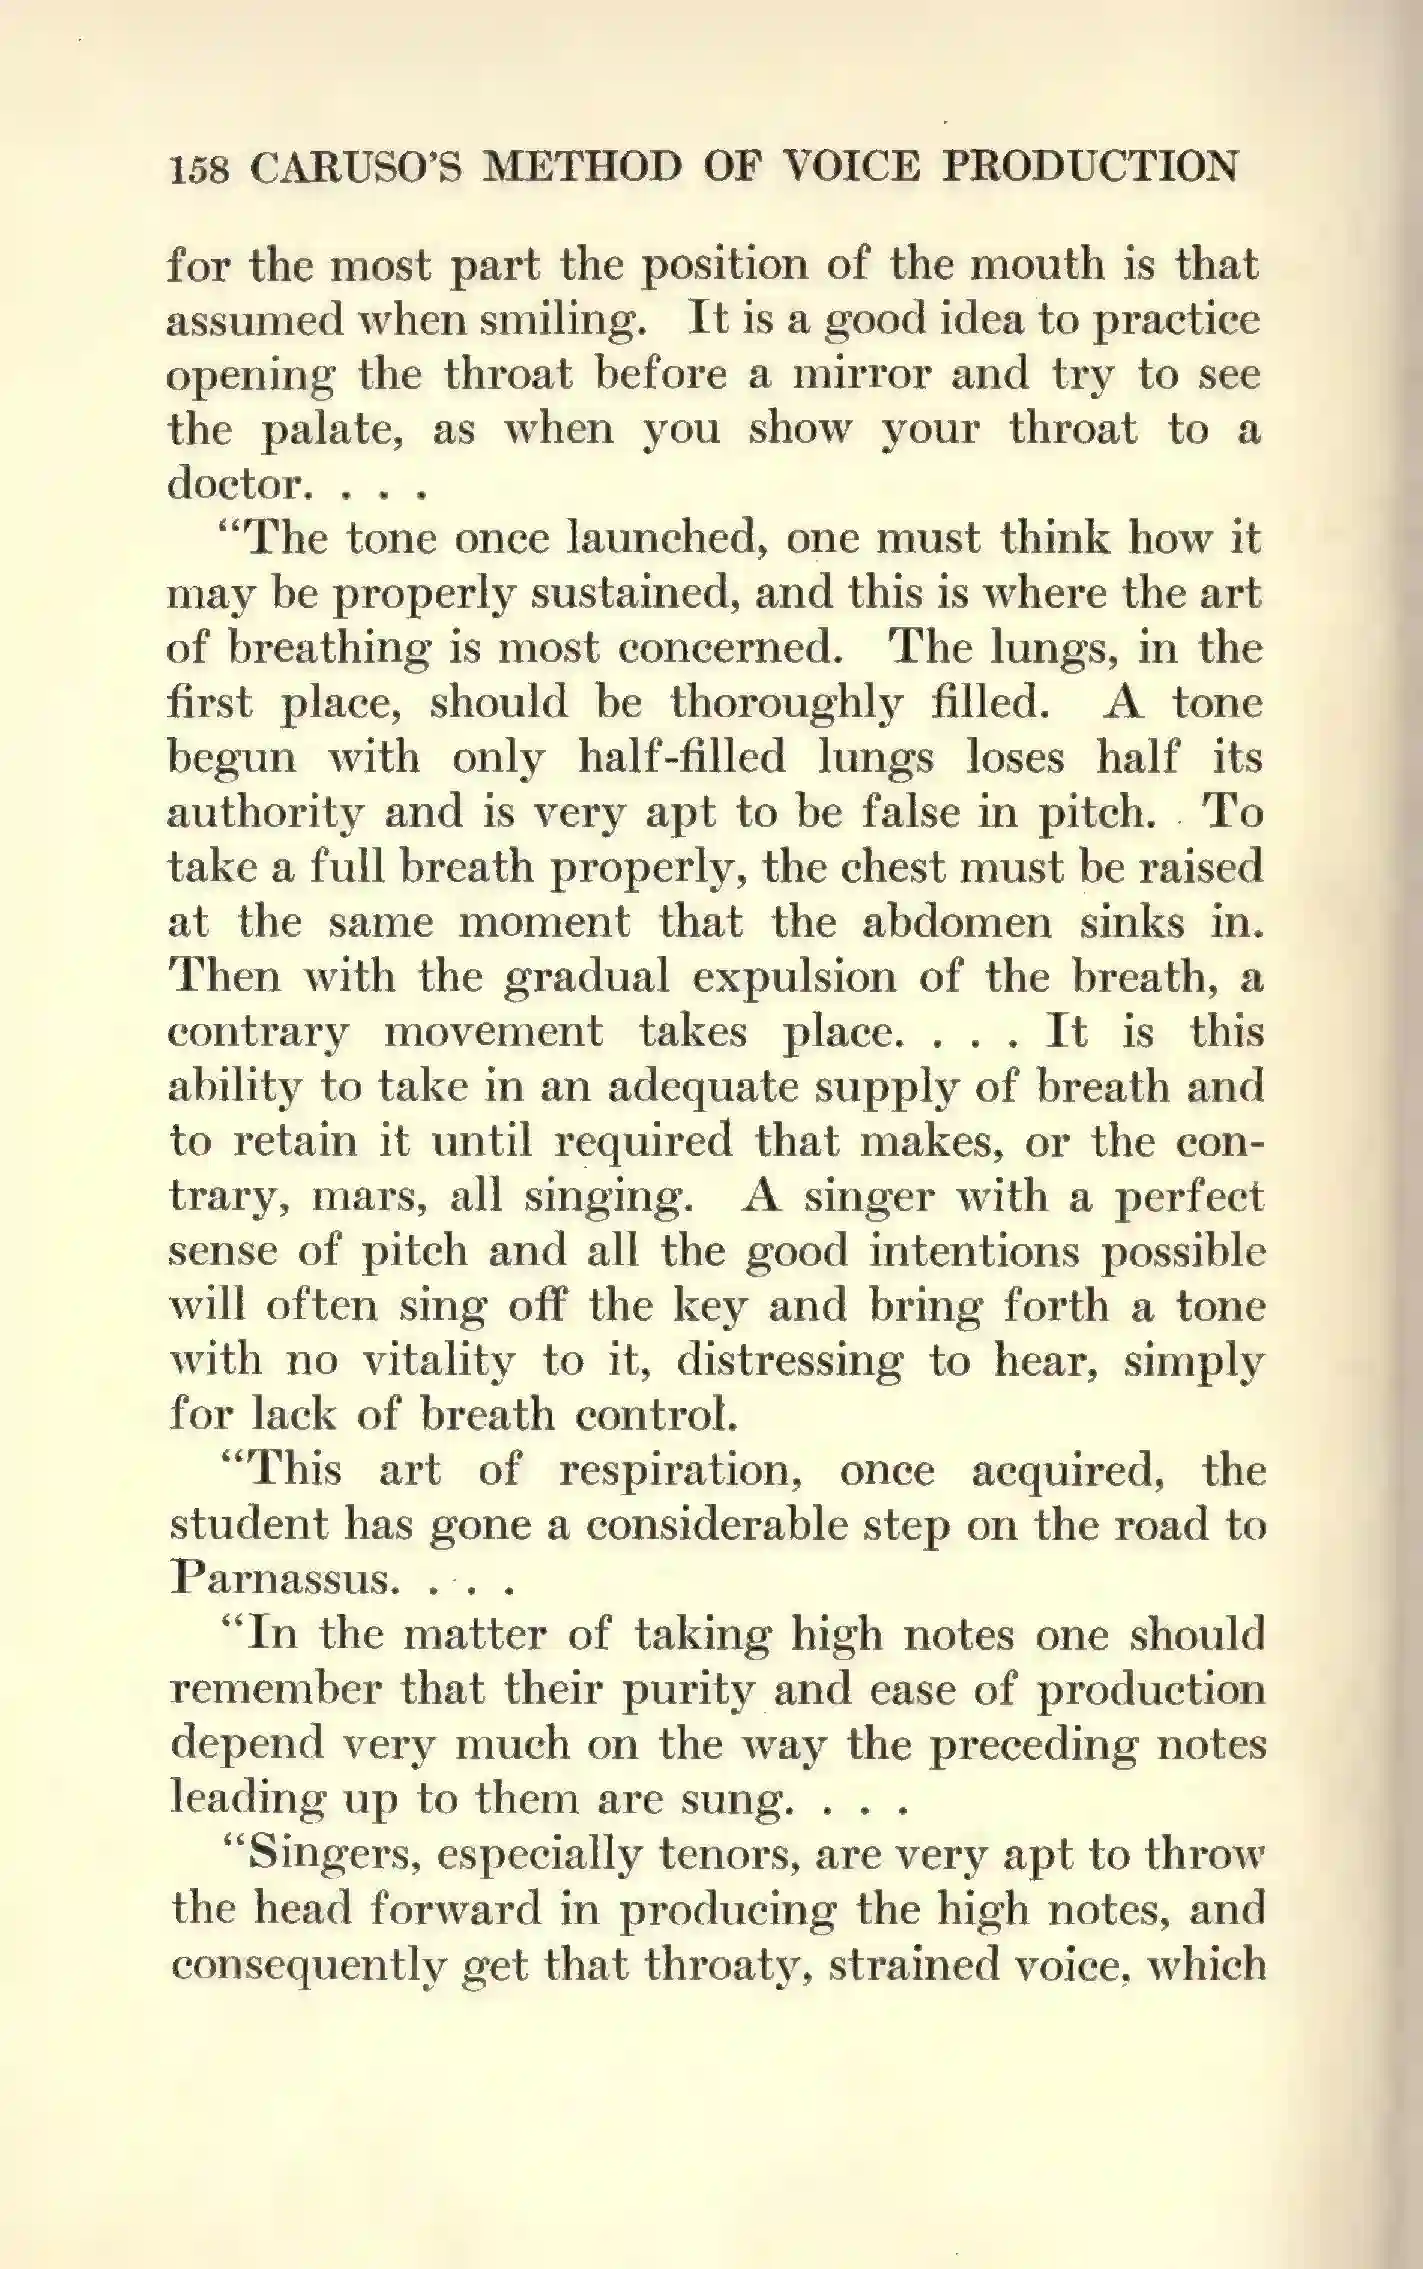 158 CARUSO'S METHOD OF VOICE PRODUCTION
for the most part the position of the mouth is that
assumed when smiling. It is a good idea to practice
opening the throat before a mirror and try to see
the palate, as when you show your throat to a
doctor. . . .
“The tone once launched, one must think how it
may be properly sustained, and this is where the art
of breathing is most concerned. The lungs, in the
first place, should be thoroughly filled. A tone
begun with only half-filled lungs loses half its
authority and is very apt to be false in pitch. To
take a full breath properly, the chest must be raised
at the same moment that the abdomen sinks in.
Then with the gradual expulsion of the breath, a
contrary movement takes place. . . . It is this
ability to take in an adequate supply of breath and
to retain it until required that makes, or the con-
trary, mars, all singing. A singer with a perfect
sense of pitch and all the good intentions possible
will often sing off the key and bring forth a tone
with no vitality to it, distressing to hear, simply
for lack of breath control.
“This art of respiration, once acquired, the
student has gone a considerable step on the road to
Parnassus. . . .
“In the matter of taking high notes one should
remember that their purity and ease of production
depend very much on the way the preceding notes
leading up to them are sung. . . .
“Singers, especially tenors, are very apt to throw
the head forward in producing the high notes, and
consequently get that throaty, strained voice, which